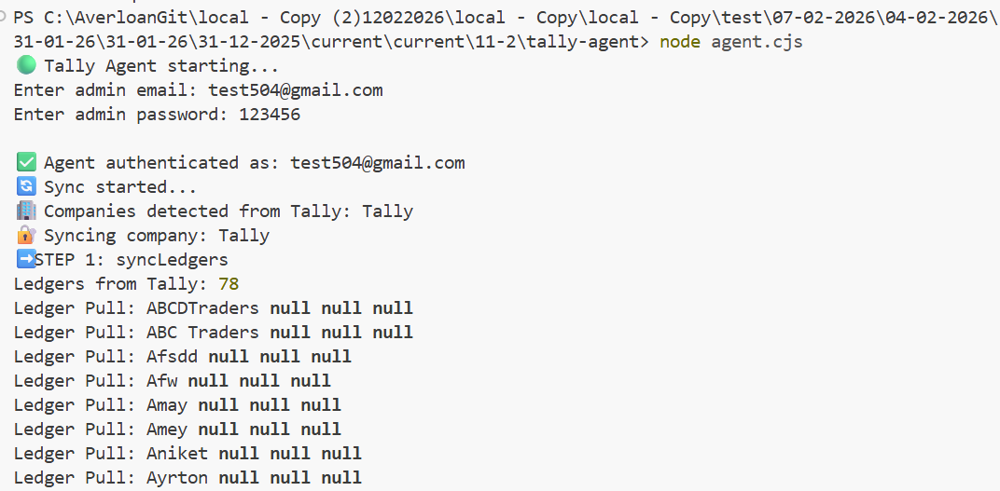 PS C:\AverloanGit\local - Copy (2)12022026\local - Copy\local - Copy\test\07-02-2026\04-02-2026\
31-01-26\31-01-26\31-12-2025\current\current\11-2\tally-agent> node agent.cjs
🟢 Tally Agent starting...
Enter admin email: test504@gmail.com
Enter admin password: 123456
✅ Agent authenticated as: test504@gmail.com
🔄 Sync started...
🏢 Companies detected from Tally: Tally
🔐 Syncing company: Tally
➡️STEP 1: syncLedgers
Ledgers from Tally: 78
Ledger Pull: ABCDTraders null null null
Ledger Pull: ABC Traders null null null
Ledger Pull: Afsdd null null null
Ledger Pull: Afw null null null
Ledger Pull: Amay null null null
Ledger Pull: Amey null null null
Ledger Pull: Aniket null null null
Ledger Pull: Ayrton null null null